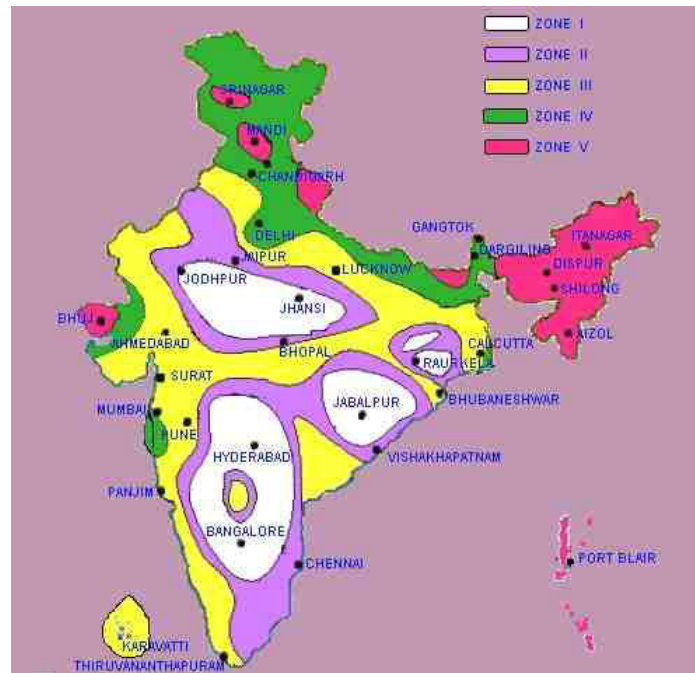 ZONE I
ZONE II
ZONE III
ZONE IV
ZONE V
SRINAGAR
MANDI
CHANDIGARH
DELHI
GANGTOK
DARGILING
ITANAGAR
DISPUR
SHILONG
AIZOL
JAIPUR
LUCKNOW
JODHPUR
JHANSI
BHUJ
AHMEDABAD
BHOPAL
CALCUTTA
RAURKELA
SURAT
BHUBANESHWAR
MUMBAI
JABALPUR
PUNE
HYDERABAD
VISHAKHAPATNAM
PANJIM
BANGALORE
CHENNAI
PORT BLAIR
KARAVATTI
THIRUVANANTHAPURAM